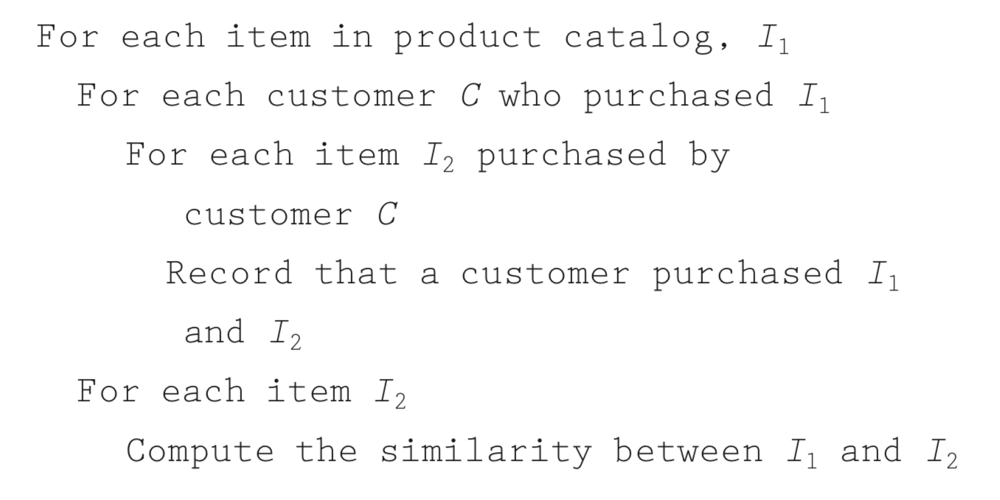 For each item in product catalog, I₁
For each customer C who purchased I₁
For each item I₂ purchased by
customer C
Record that a customer purchased I₁
and I₂
For each item I₂
Compute the similarity between I₁ and I₂